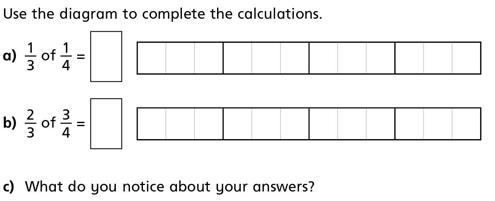 Use the diagram to complete the calculations.
a) 1/3 of 1/4 =
b) 2/3 of 3/4 =
c) What do you notice about your answers?